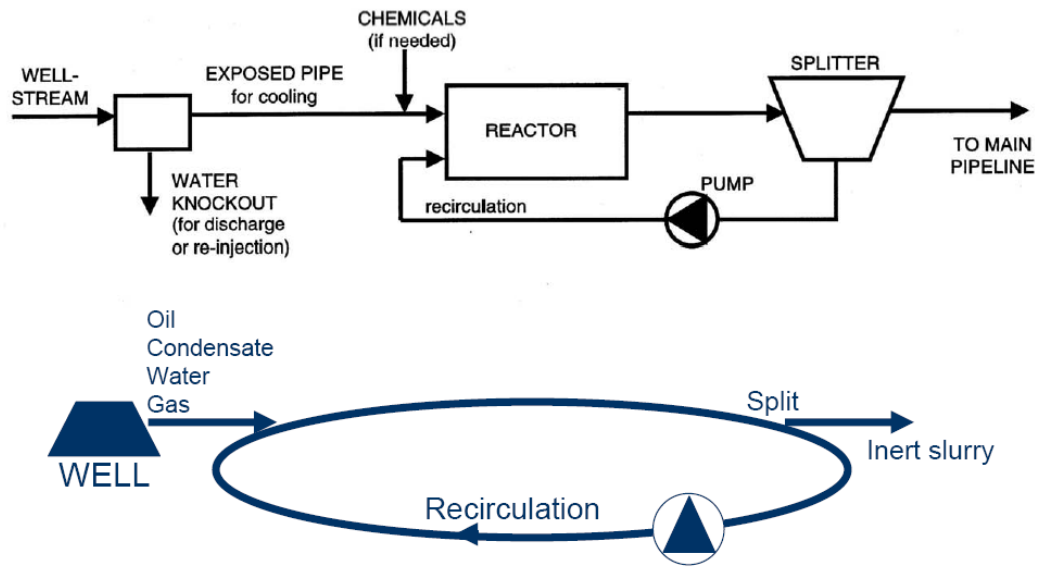 CHEMICALS
(if needed)
WELL-
STREAM
EXPOSED PIPE
for cooling
SPLITTER
REACTOR
TO MAIN
PIPELINE
WATER
KNOCKOUT
(for discharge
or re-injection)
recirculation
PUMP
Oil
Condensate
Water
Gas
WELL
Split
Inert slurry
Recirculation